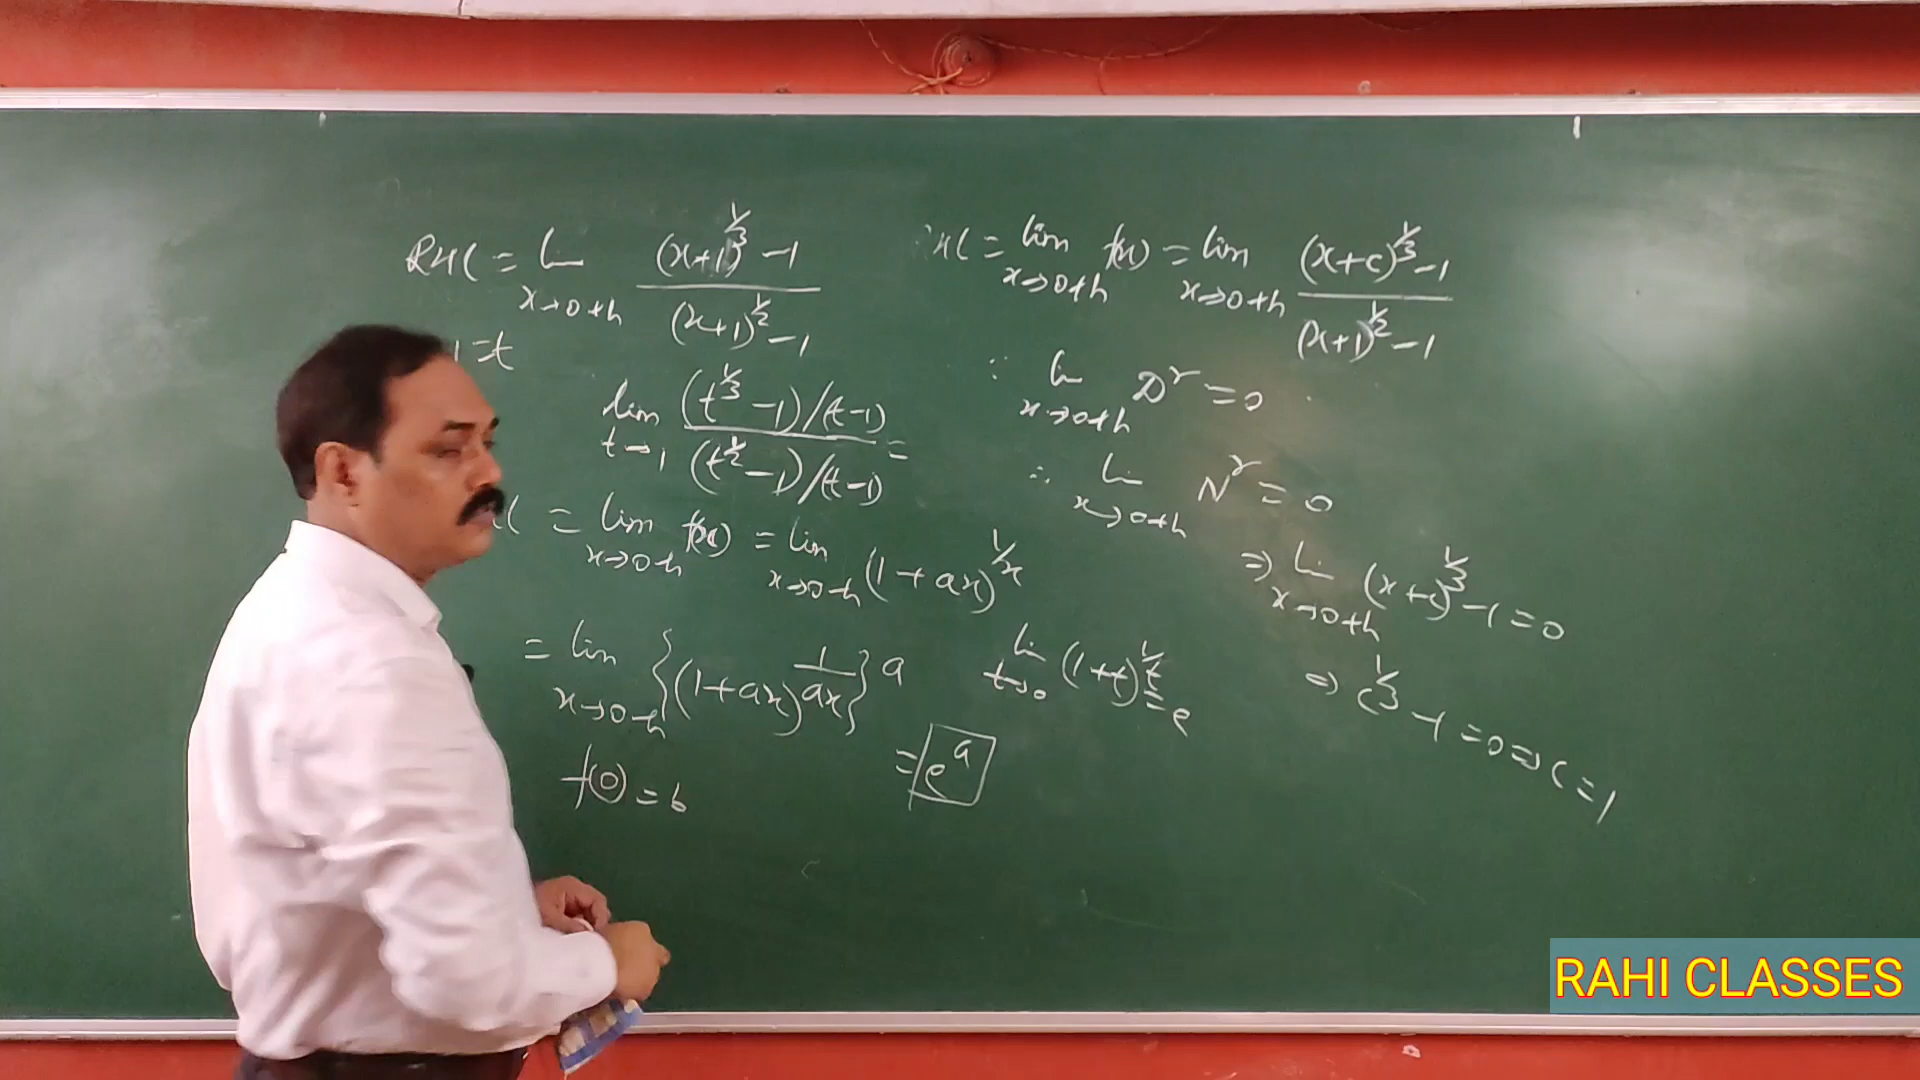 RHL = lim x→0+h ((x+1)^1/3 -1)/((x+1)^1/2 -1)
1 = t
lim t→1 ((t^1/3 -1)/(t-1))/((t^1/2 -1)/(t-1)) =
L = lim x→0-h f(x) = lim x→0-h (1+ax)^1/x
= lim x→0-h {(1+ax)^1/ax}^a
lim t→0 (1+t)^1/t = e
f(0) = b
= e^a
HL = lim x→0+h f(x) = lim x→0+h ((x+c)^1/3 -1)/((x+1)^1/2 -1)
∵ lim x→0+h D^r = 0
∴ lim x→0+h N^r = 0
⇒ lim x→0+h (x+c)^1/3 -1 = 0
⇒ c^1/3 -1 = 0 ⇒ c = 1
RAHI CLASSES